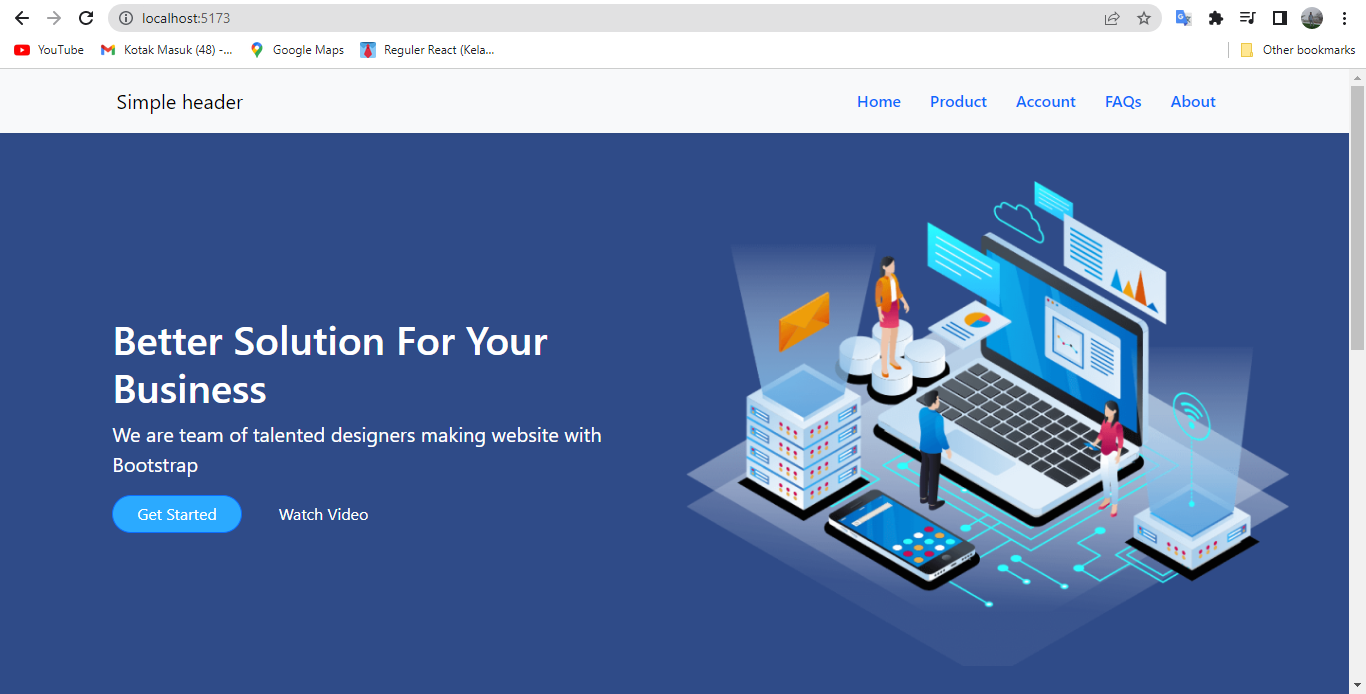 localhost:5173
YouTube
Kotak Masuk (48) -...
Google Maps
Reguler React (Kela...
Other bookmarks
Simple header
Home
Product
Account
FAQs
About
Better Solution For Your
Business
We are team of talented designers making website with
Bootstrap
Get Started
Watch Video